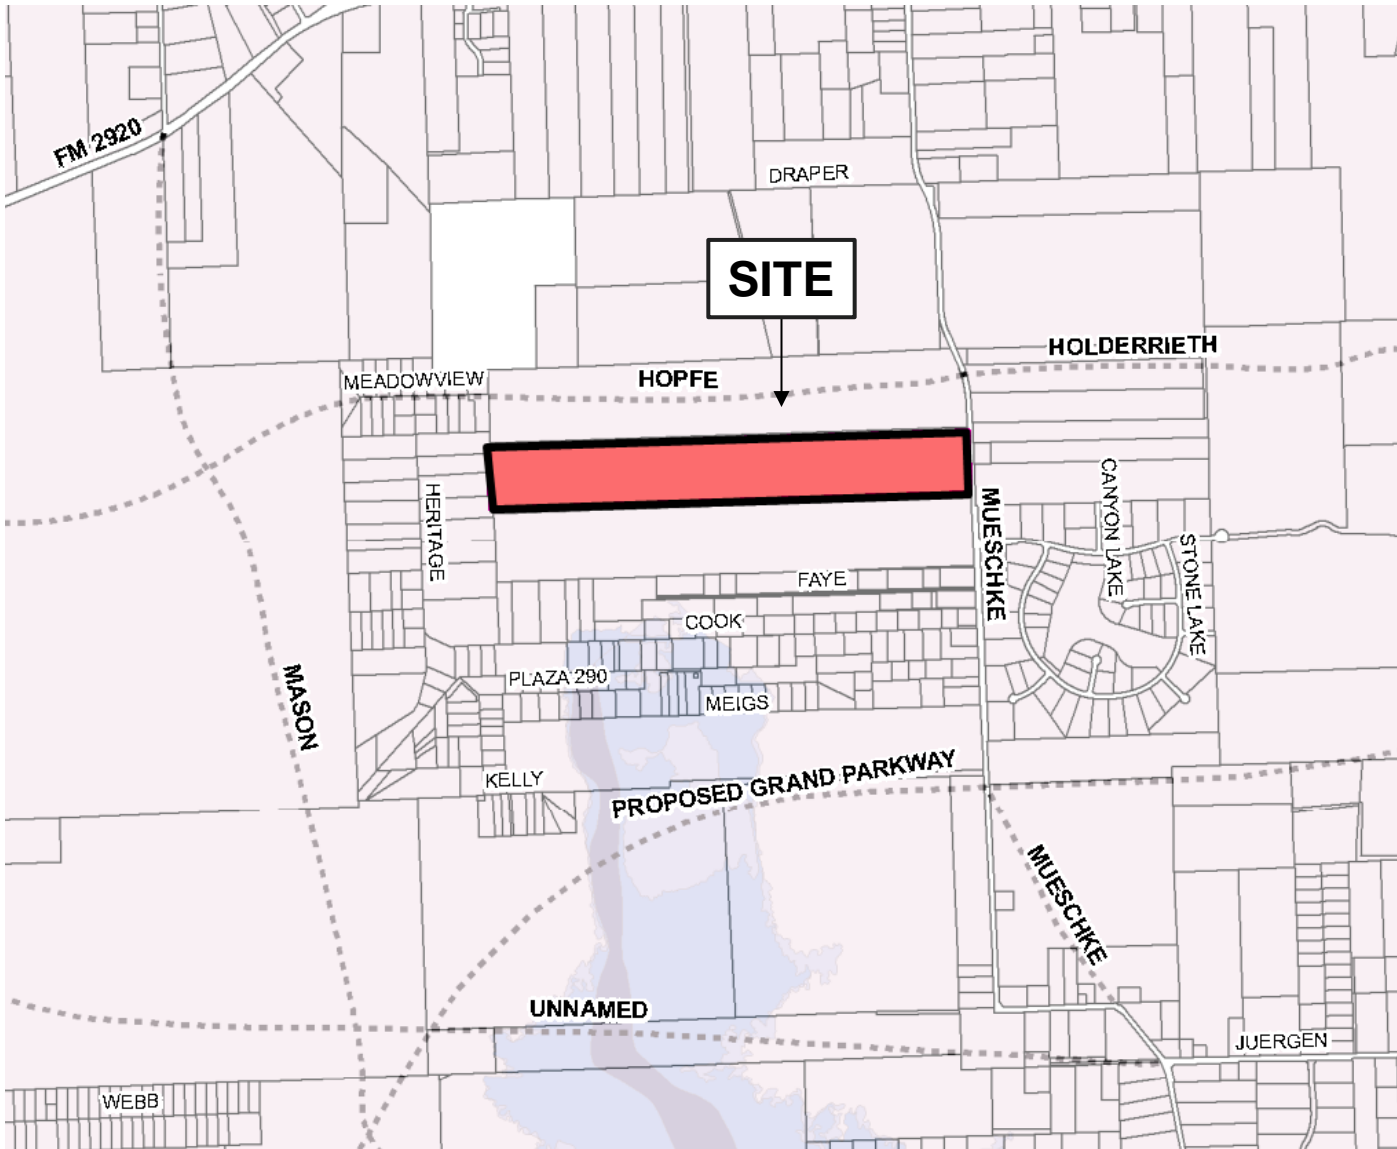 FM 2920
DRAPER
SITE
HOLDERRIETH
MEADOWVIEW
HOPFE
HERITAGE
CANYON LAKE
MUESCHKE
STONE LAKE
FAYE
COOK
PLAZA 290
MASON
MEIGS
KELLY
PROPOSED GRAND PARKWAY
MUESCHKE
UNNAMED
JUERGEN
WEBB